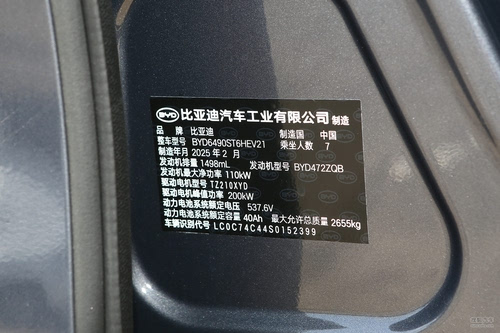 BYD 比亚迪汽车工业有限公司 制造
品 牌 比亚迪 制造国 中国
整车型号 BYD6490ST6HEV21 乘坐人数 7
制造年月 2025年2月
发动机排量 1498mL 发动机型号 BYD472ZQB
发动机最大净功率 110kW
驱动电机型号 TZ210XYD
驱动电机峰值功率 200kW
动力电池系统额定电压 537.6V
动力电池系统额定容量 40Ah 最大允许总质量 2655kg
车辆识别代号 LC0C74C44S0152399